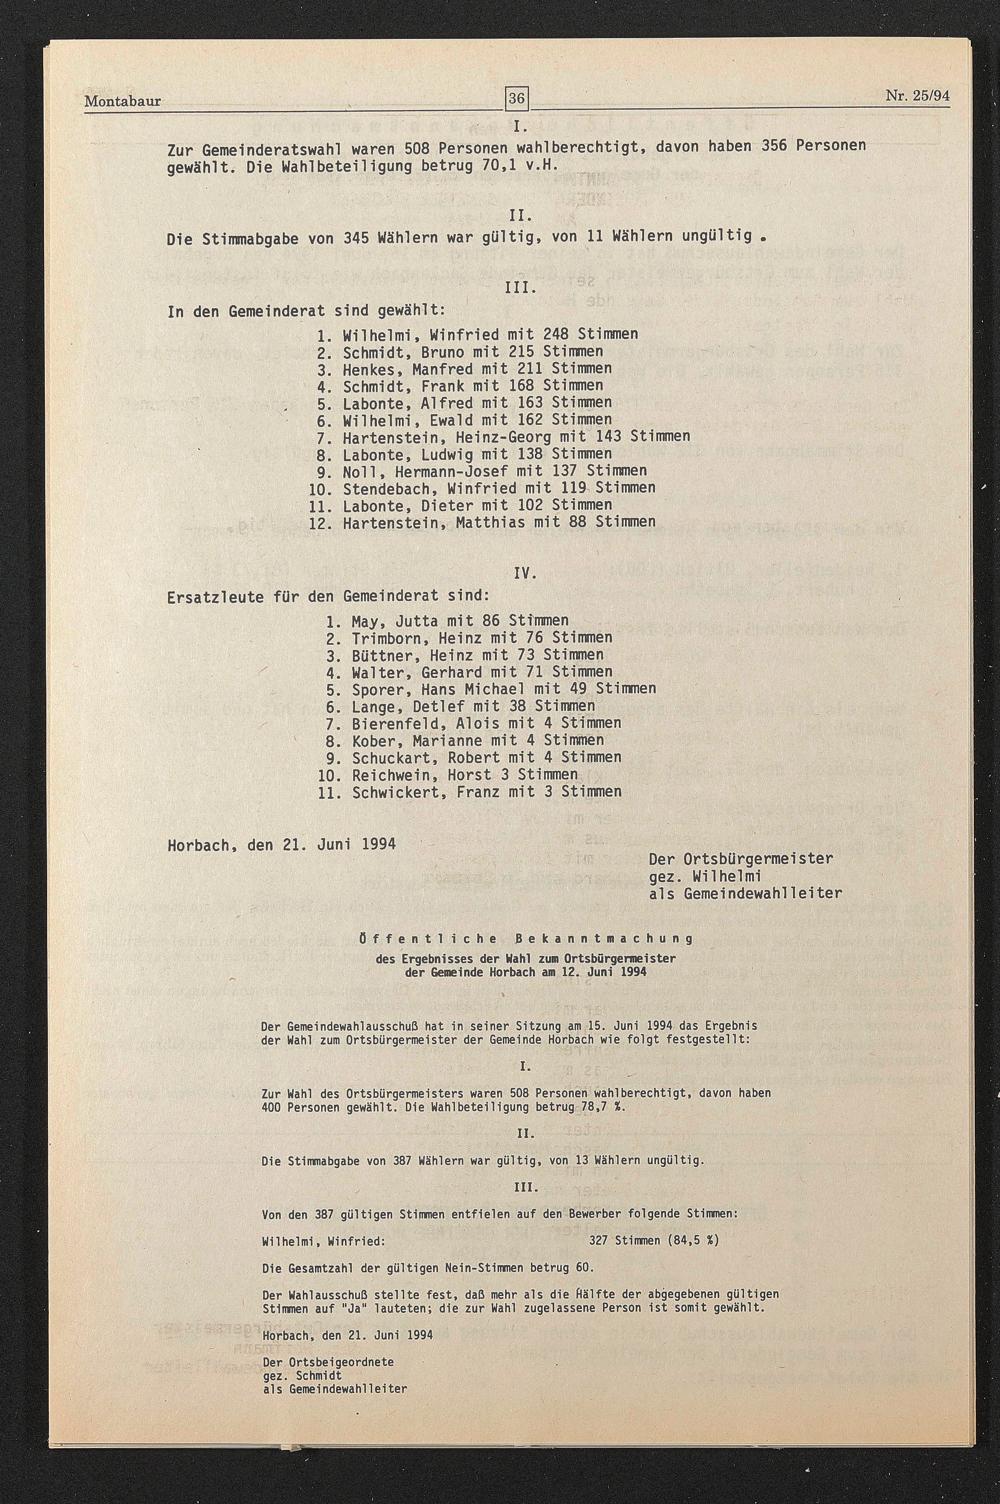 Montabaur 36 Nr. 25/94
I.
Zur Gemeinderatswahl waren 508 Personen wahlberechtigt, davon haben 356 Personen
gewählt. Die Wahlbeteiligung betrug 70,1 v.H.
II.
Die Stimmabgabe von 345 Wählern war gültig, von 11 Wählern ungültig .
III.
In den Gemeinderat sind gewählt:
1. Wilhelmi, Winfried mit 248 Stimmen
2. Schmidt, Bruno mit 215 Stimmen
3. Henkes, Manfred mit 211 Stimmen
4. Schmidt, Frank mit 168 Stimmen
5. Labonte, Alfred mit 163 Stimmen
6. Wilhelmi, Ewald mit 162 Stimmen
7. Hartenstein, Heinz-Georg mit 143 Stimmen
8. Labonte, Ludwig mit 138 Stimmen
9. Noll, Hermann-Josef mit 137 Stimmen
10. Stendebach, Winfried mit 119 Stimmen
11. Labonte, Dieter mit 102 Stimmen
12. Hartenstein, Matthias mit 88 Stimmen
IV.
Ersatzleute für den Gemeinderat sind:
1. May, Jutta mit 86 Stimmen
2. Trimborn, Heinz mit 76 Stimmen
3. Büttner, Heinz mit 73 Stimmen
4. Walter, Gerhard mit 71 Stimmen
5. Sporer, Hans Michael mit 49 Stimmen
6. Lange, Detlef mit 38 Stimmen
7. Bierenfeld, Alois mit 4 Stimmen
8. Kober, Marianne mit 4 Stimmen
9. Schuckart, Robert mit 4 Stimmen
10. Reichwein, Horst 3 Stimmen
11. Schwickert, Franz mit 3 Stimmen
Horbach, den 21. Juni 1994
Der Ortsbürgermeister
gez. Wilhelmi
als Gemeindewahlleiter
Öffentliche Bekanntmachung
des Ergebnisses der Wahl zum Ortsbürgermeister
der Gemeinde Horbach am 12. Juni 1994
Der Gemeindewahlausschuß hat in seiner Sitzung am 15. Juni 1994 das Ergebnis
der Wahl zum Ortsbürgermeister der Gemeinde Horbach wie folgt festgestellt:
I.
Zur Wahl des Ortsbürgermeisters waren 508 Personen wahlberechtigt, davon haben
400 Personen gewählt. Die Wahlbeteiligung betrug 78,7 %.
II.
Die Stimmabgabe von 387 Wählern war gültig, von 13 Wählern ungültig.
III.
Von den 387 gültigen Stimmen entfielen auf den Bewerber folgende Stimmen:
Wilhelmi, Winfried: 327 Stimmen (84,5 %)
Die Gesamtzahl der gültigen Nein-Stimmen betrug 60.
Der Wahlausschuß stellte fest, daß mehr als die Hälfte der abgegebenen gültigen
Stimmen auf "Ja" lauteten; die zur Wahl zugelassene Person ist somit gewählt.
Horbach, den 21. Juni 1994
Der Ortsbeigeordnete
gez. Schmidt
als Gemeindewahlleiter